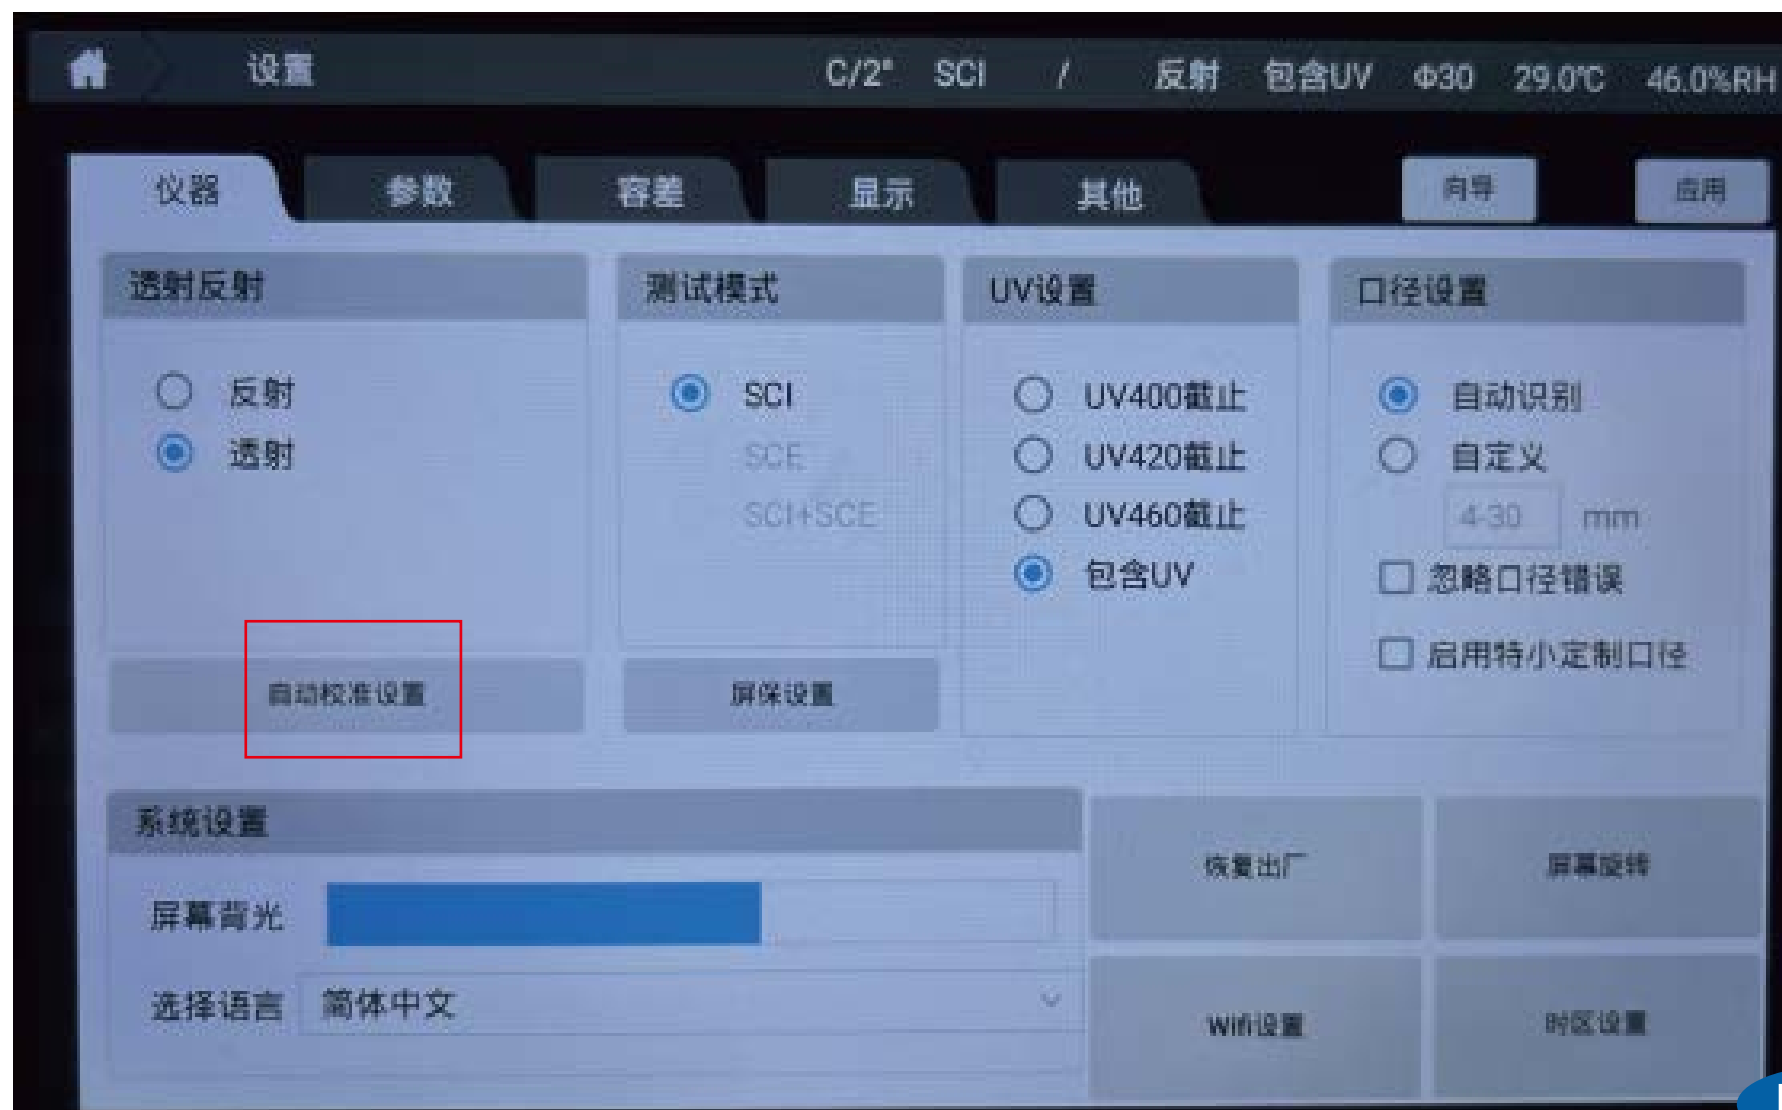 设置 C/2° SCI / 反射 包含UV Φ30 29.0℃ 46.0%RH
仪器 参数 容差 显示 其他 向导 应用
透射反射 测试模式 UV设置 口径设置
反射 SCI UV400截止 自动识别
透射 SCE UV420截止 自定义
SCI+SCE UV460截止 4-30 mm
包含UV 忽略口径错误
启用特小定制口径
自动校准设置 屏保设置
系统设置
恢复出厂 屏幕旋转
屏幕背光
选择语言 简体中文
Wifi设置 时区设置